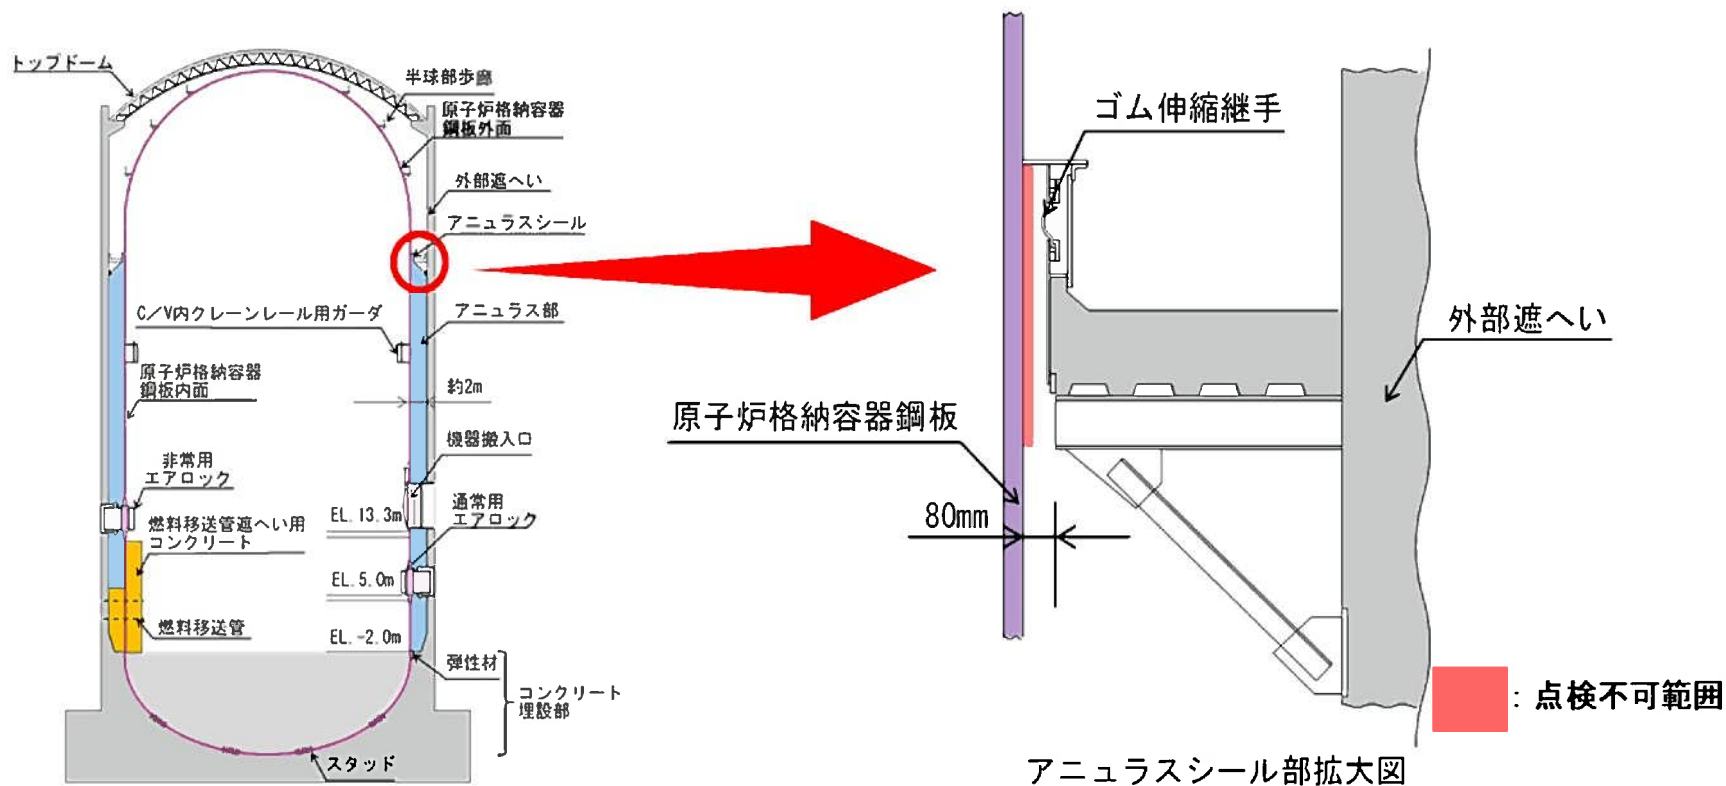 トップドーム
半球部歩廊
原子炉格納容器
鋼板外面
外部遮へい
アニュラスシール
C/V内クレーンレール用ガーダ
アニュラス部
原子炉格納容器
鋼板内面
約2m
機器搬入口
非常用
エアロック
通常用
エアロック
EL.13.3m
燃料移送管遮へい用
コンクリート
EL.5.0m
燃料移送管
EL.-2.0m
弾性材
コンクリート
埋設部
スタッド
ゴム伸縮継手
外部遮へい
原子炉格納容器鋼板
80mm
:点検不可範囲
アニュラスシール部拡大図